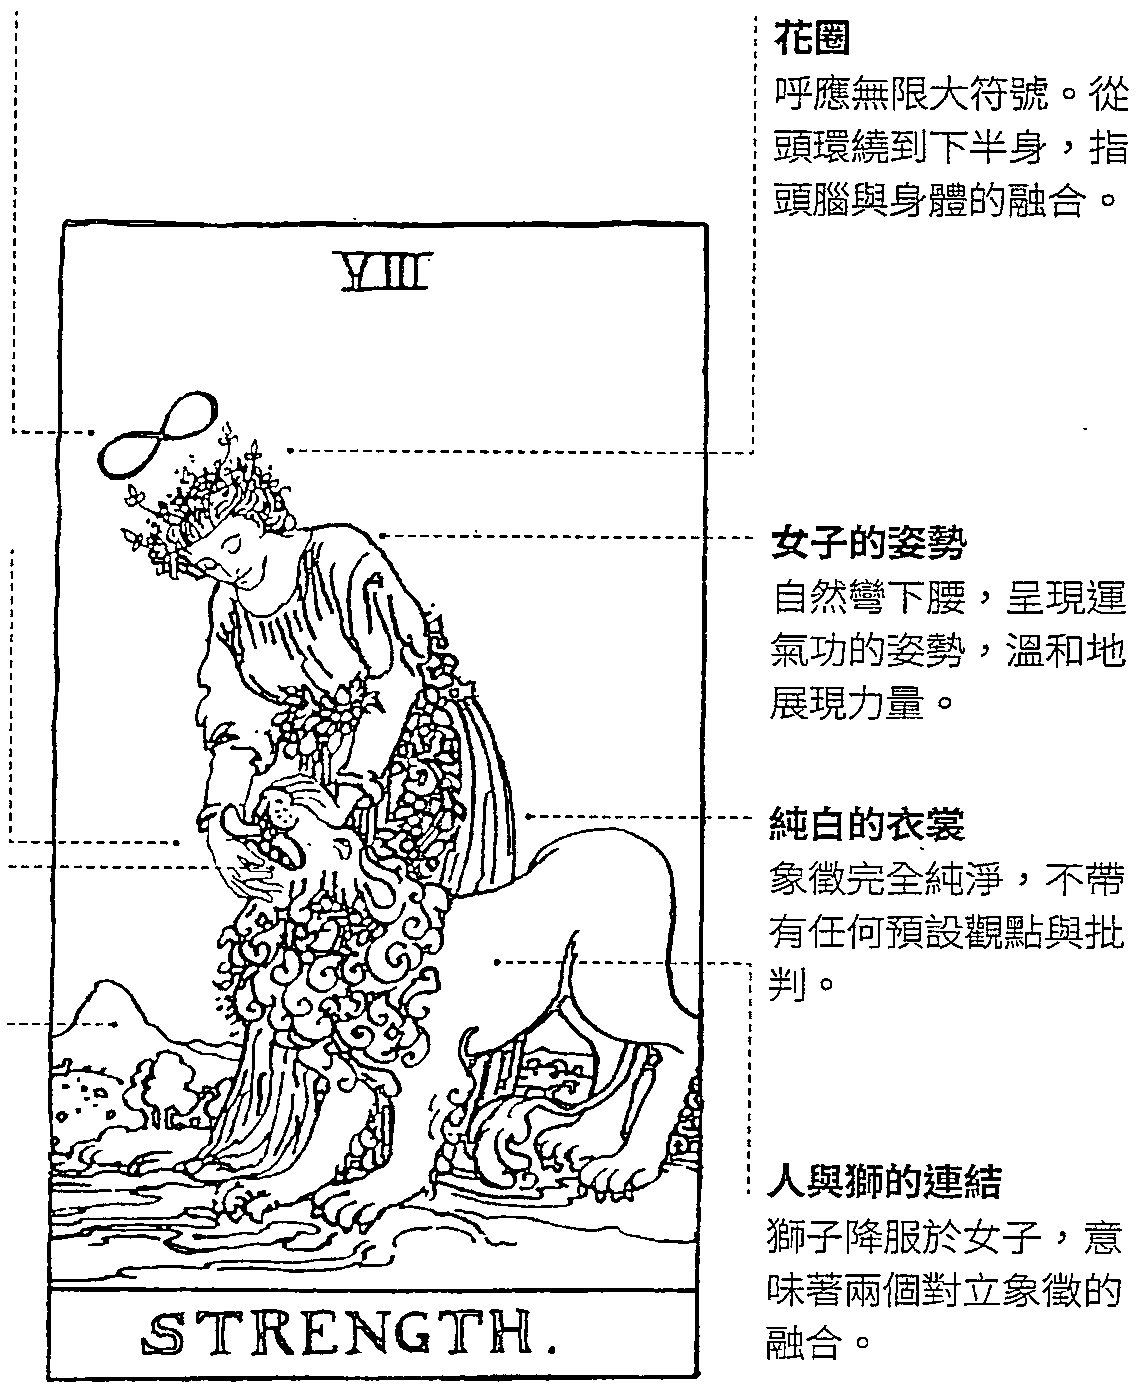 花圈
呼應無限大符號。從
頭環繞到下半身，指
頭腦與身體的融合。
VIII
女子的姿勢
自然彎下腰，呈現運
氣功的姿勢，溫和地
展現力量。
純白的衣裳
象徵完全純淨，不帶
有任何預設觀點與批
判。
人與獅的連結
獅子降服於女子，意
味著兩個對立象徵的
融合。
STRENGTH.